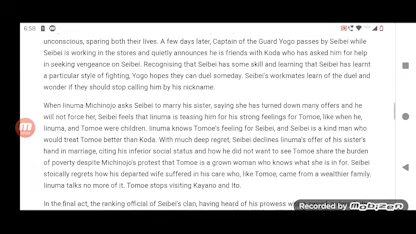 6:58
unconscious, sparing both their lives. A few days later, Captain of the Guard Yogo passes by Seibei while
Seibei is working in the stores and quietly announces he is friends with Koda who has asked him for help
in seeking vengeance on Seibei. Recognising that Seibei has some skill and learning that Seibei has learnt
a particular style of fighting, Yogo hopes they can duel someday. Seibei's workmates learn of the duel and
wonder if they should stop calling him by his nickname.
When Iinuma Michinojo asks Seibei to marry his sister, saying she has turned down many offers and he
will not force her, Seibei feels that Iinuma is teasing him for his strong feelings for Tomoe, like when he,
Iinuma, and Tomoe were children. Iinuma knows Tomoe's feeling for Seibei, and Seibei is a kind man who
would treat Tomoe better than Koda. With much deep regret, Seibei declines Iinuma's offer of his sister's
hand in marriage, citing his inferior social status and how he did not want to see Tomoe share the burden
of poverty despite Michinojo's protest that Tomoe is a grown woman who knows what she is in for. Seibei
stoically regrets how his departed wife suffered in his care who, like Tomoe, came from a wealthier family.
Iinuma talks no more of it. Tomoe stops visiting Kayano and Ito.
In the final act, the ranking official of Seibei's clan, having heard of his prowess w
Recorded by Mobizen